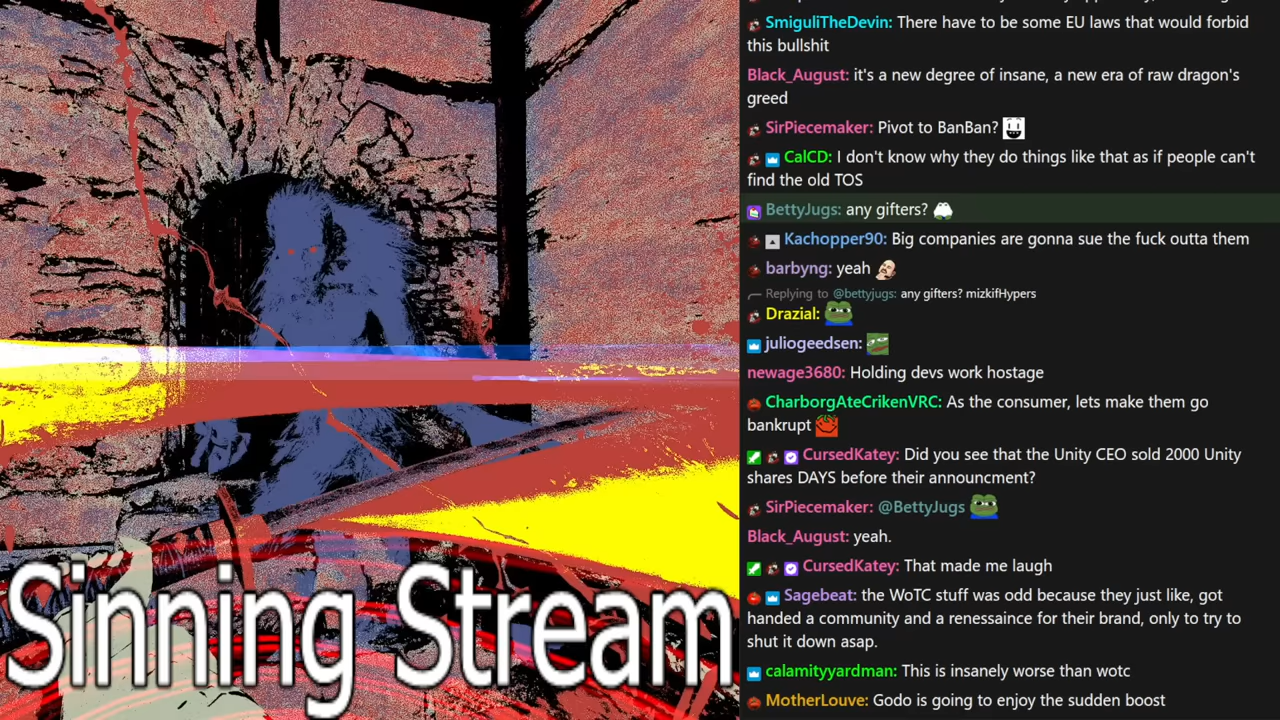 SmiguliTheDevin: There have to be some EU laws that would forbid
this bullshit
Black_August: it's a new degree of insane, a new era of raw dragon's
greed
SirPiecemaker: Pivot to BanBan?
CalCD: I don't know why they do things like that as if people can't
find the old TOS
BettyJugs: any gifters?
Kachopper90: Big companies are gonna sue the fuck outta them
barbyng: yeah
Replying to @bettyjugs: any gifters? mizkifHypers
Drazial:
juliogeedsen:
newage3680: Holding devs work hostage
CharborgAteCrikenVRC: As the consumer, lets make them go
bankrupt
CursedKatey: Did you see that the Unity CEO sold 2000 Unity
shares DAYS before their announcment?
SirPiecemaker: @BettyJugs
Black_August: yeah.
CursedKatey: That made me laugh
Sagebeat: the WoTC stuff was odd because they just like, got
handed a community and a renessaince for their brand, only to try to
shut it down asap.
calamityyardman: This is insanely worse than wotc
MotherLouve: Godo is going to enjoy the sudden boost
Sinning Stream